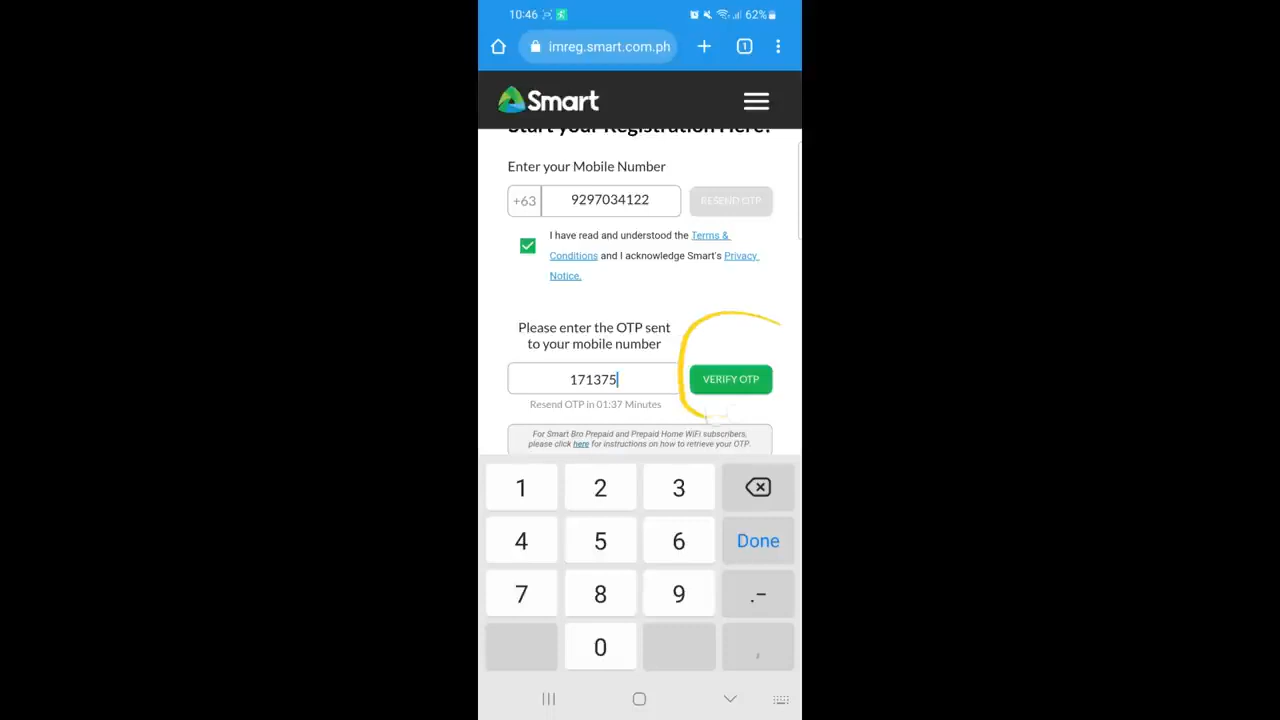 10:46 62%
imreg.smart.com.ph 1
Smart
Start your Registration Here!
Enter your Mobile Number
+63 9297034122 RESEND OTP
I have read and understood the Terms &
Conditions and I acknowledge Smart's Privacy
Notice.
Please enter the OTP sent
to your mobile number
171375 VERIFY OTP
Resend OTP in 01:37 Minutes
For Smart Bro Prepaid and Prepaid Home WiFi subscribers,
please click here for instructions on how to retrieve your OTP.
1 2 3
4 5 6 Done
7 8 9 .-
0 ,